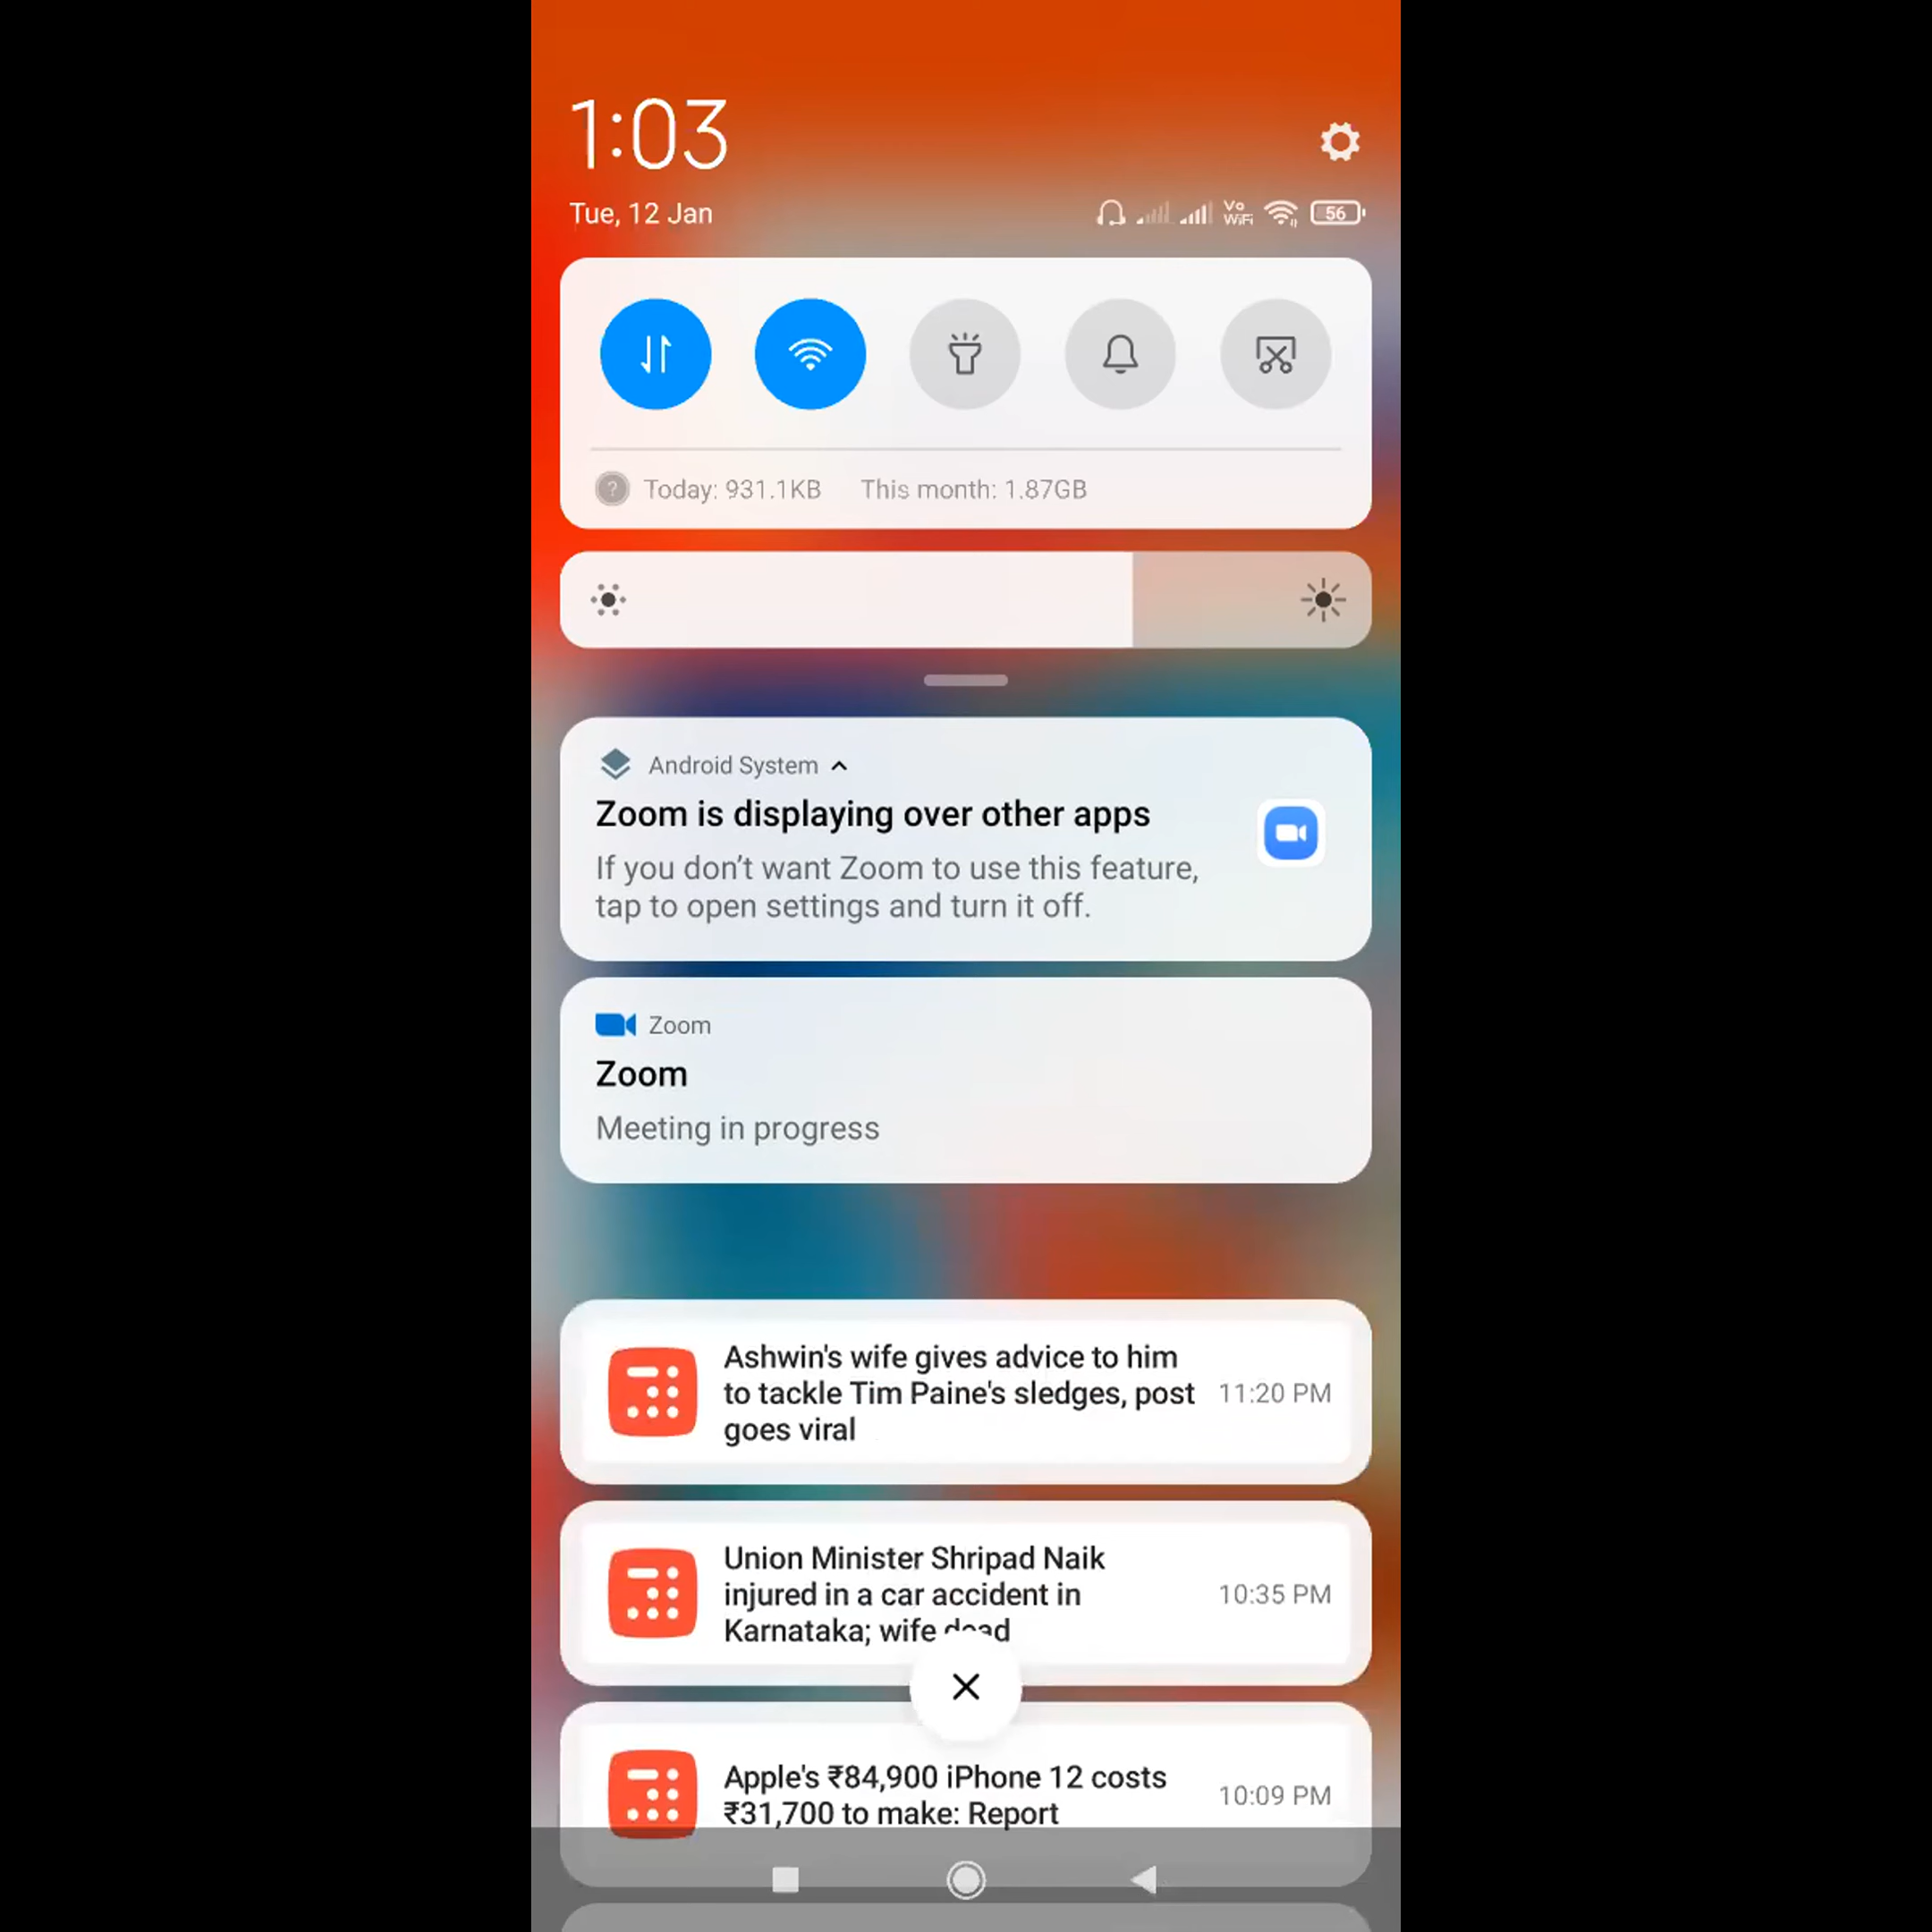 1:03
Tue, 12 Jan
Vo
WiFi
56
? Today: 931.1KB This month: 1.87GB
Android System
Zoom is displaying over other apps
If you don’t want Zoom to use this feature,
tap to open settings and turn it off.
Zoom
Zoom
Meeting in progress
Ashwin's wife gives advice to him
to tackle Tim Paine's sledges, post
goes viral
11:20 PM
Union Minister Shripad Naik
injured in a car accident in
Karnataka; wife dead
10:35 PM
Apple's ₹84,900 iPhone 12 costs
₹31,700 to make: Report
10:09 PM